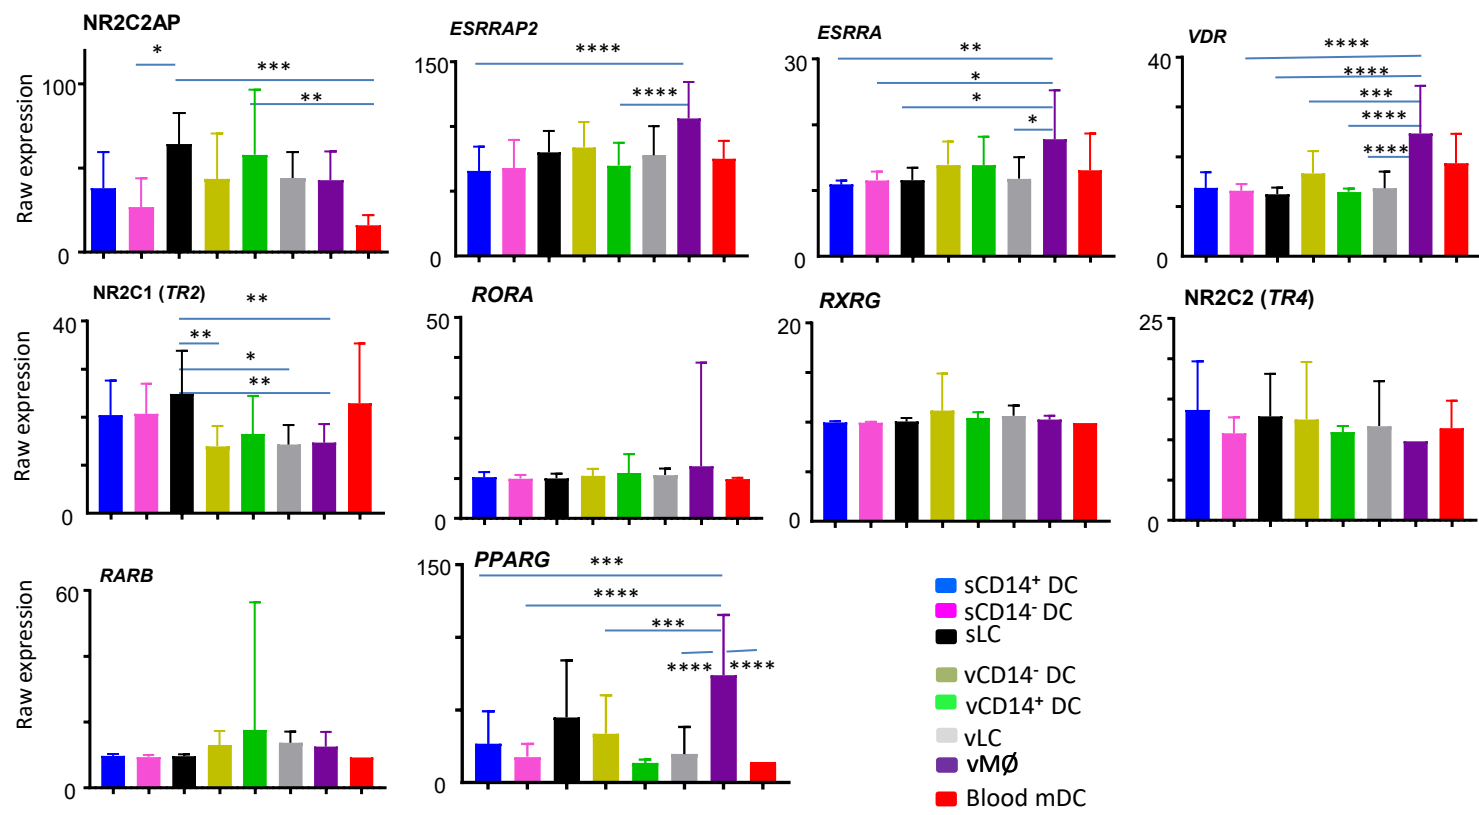 NR2C2AP
ESRRAP2
ESRRA
VDR
Raw expression
100
0
*
***
**
150
0
****
****
30
0
**
*
*
*
40
0
****
****
***
****
****
NR2C1 (TR2)
RORA
RXRG
NR2C2 (TR4)
Raw expression
40
0
**
**
*
**
50
0
20
0
25
0
RARB
PPARG
Raw expression
60
0
150
0
***
****
***
****
****
sCD14⁺ DC
sCD14⁻ DC
sLC
vCD14⁻ DC
vCD14⁺ DC
vLC
vMØ
Blood mDC